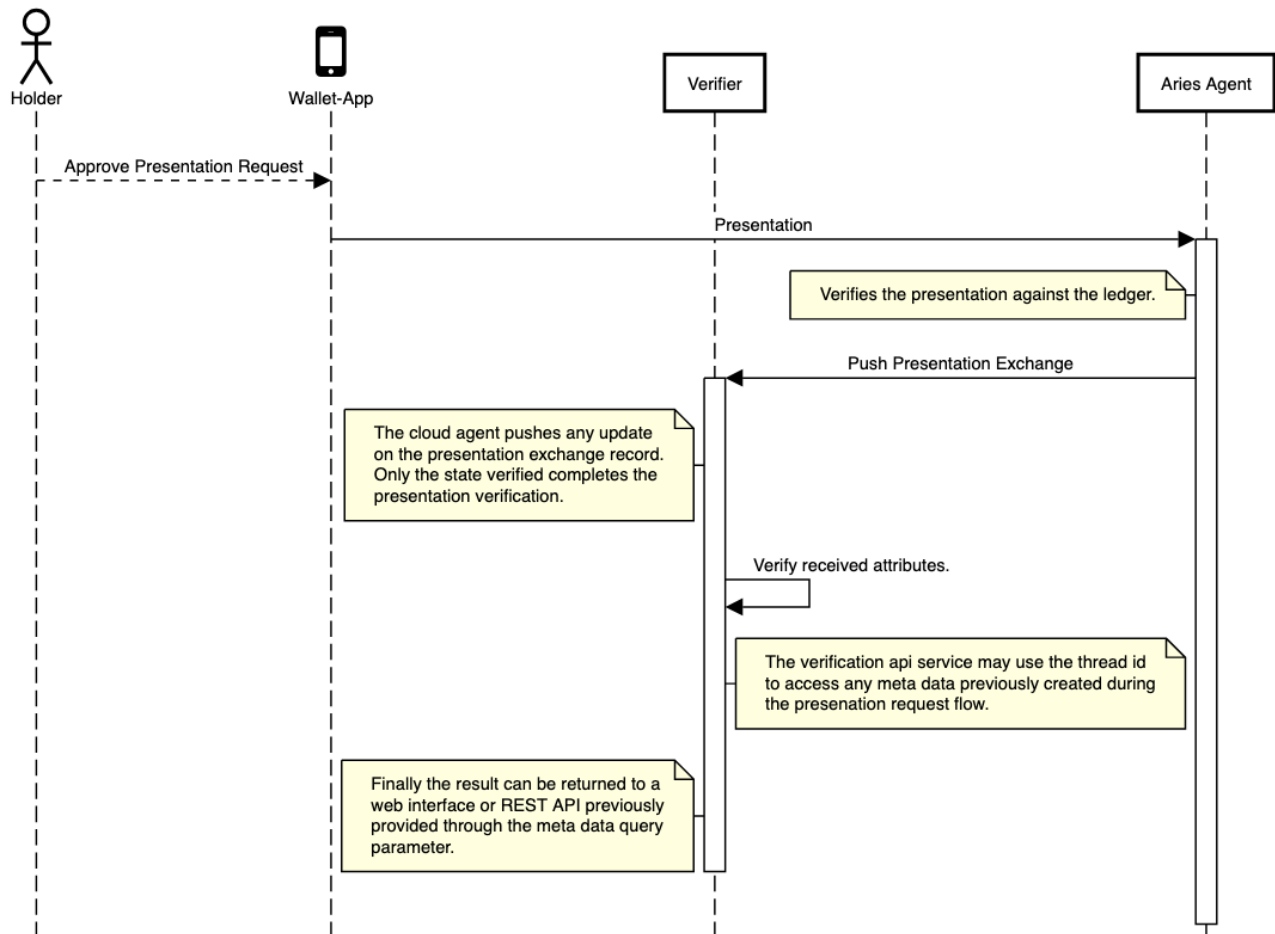 Holder
Wallet-App
Verifier
Aries Agent
Approve Presentation Request
Presentation
Verifies the presentation against the ledger.
Push Presentation Exchange
The cloud agent pushes any update
on the presentation exchange record.
Only the state verified completes the
presentation verification.
Verify received attributes.
The verification api service may use the thread id
to access any meta data previously created during
the presenation request flow.
Finally the result can be returned to a
web interface or REST API previously
provided through the meta data query
parameter.